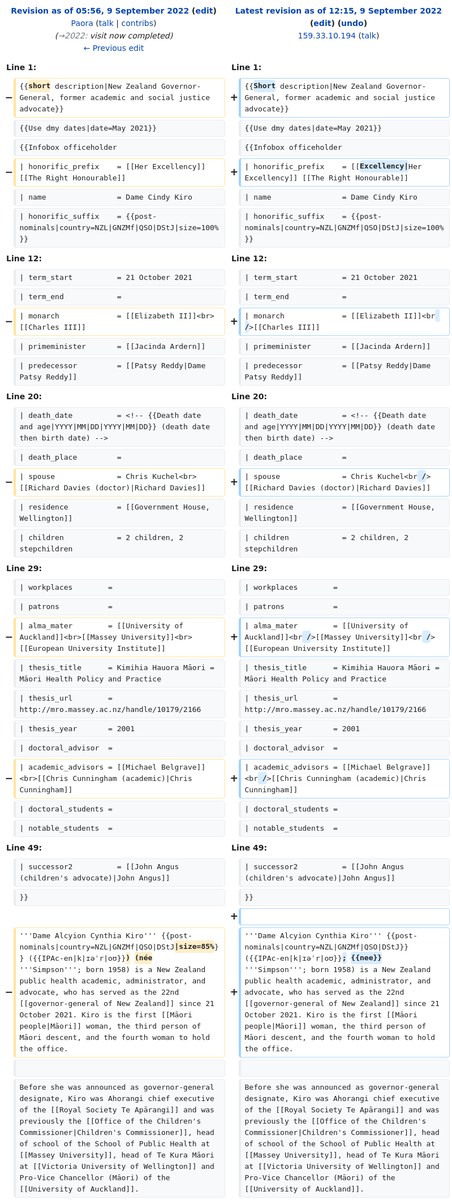 Revision as of 05:56, 9 September 2022 (edit)
Paora (talk | contribs)
(→2022: visit now completed)
← Previous edit
Latest revision as of 12:15, 9 September 2022
(edit) (undo)
159.33.10.194 (talk)
Line 1:
Line 1:
− {{short description|New Zealand Governor-
General, former academic and social justice
advocate}}
+ {{Short description|New Zealand Governor-
General, former academic and social justice
advocate}}
{{Use dmy dates|date=May 2021}}
{{Use dmy dates|date=May 2021}}
{{Infobox officeholder
{{Infobox officeholder
− | honorific_prefix = [[Her Excellency]]
[[The Right Honourable]]
+ | honorific_prefix = [[Excellency|Her
Excellency]] [[The Right Honourable]]
| name = Dame Cindy Kiro
| name = Dame Cindy Kiro
| honorific_suffix = {{post-
nominals|country=NZL|GNZMf|QSO|DStJ|size=100%
}}
| honorific_suffix = {{post-
nominals|country=NZL|GNZMf|QSO|DStJ|size=100%
}}
Line 12:
Line 12:
| term_start = 21 October 2021
| term_start = 21 October 2021
| term_end =
| term_end =
− | monarch = [[Elizabeth II]]<br>
[[Charles III]]
+ | monarch = [[Elizabeth II]]<br
/>[[Charles III]]
| primeminister = [[Jacinda Ardern]]
| primeminister = [[Jacinda Ardern]]
| predecessor = [[Patsy Reddy|Dame
Patsy Reddy]]
| predecessor = [[Patsy Reddy|Dame
Patsy Reddy]]
Line 20:
Line 20:
| death_date = <!-- {{Death date
and age|YYYY|MM|DD|YYYY|MM|DD}} (death date
then birth date) -->
| death_date = <!-- {{Death date
and age|YYYY|MM|DD|YYYY|MM|DD}} (death date
then birth date) -->
| death_place =
| death_place =
− | spouse = Chris Kuchel<br>
[[Richard Davies (doctor)|Richard Davies]]
+ | spouse = Chris Kuchel<br />
[[Richard Davies (doctor)|Richard Davies]]
| residence = [[Government House,
Wellington]]
| residence = [[Government House,
Wellington]]
| children = 2 children, 2
stepchildren
| children = 2 children, 2
stepchildren
Line 29:
Line 29:
| workplaces =
| workplaces =
| patrons =
| patrons =
− | alma_mater = [[University of
Auckland]]<br>[[Massey University]]<br>
[[European University Institute]]
+ | alma_mater = [[University of
Auckland]]<br />[[Massey University]]<br />
[[European University Institute]]
| thesis_title = Kimihia Hauora Māori =
Māori Health Policy and Practice
| thesis_title = Kimihia Hauora Māori =
Māori Health Policy and Practice
| thesis_url =
http://mro.massey.ac.nz/handle/10179/2166
| thesis_url =
http://mro.massey.ac.nz/handle/10179/2166
| thesis_year = 2001
| thesis_year = 2001
| doctoral_advisor =
| doctoral_advisor =
− | academic_advisors = [[Michael Belgrave]]
<br>[[Chris Cunningham (academic)|Chris
Cunningham]]
+ | academic_advisors = [[Michael Belgrave]]
<br />[[Chris Cunningham (academic)|Chris
Cunningham]]
| doctoral_students =
| doctoral_students =
| notable_students =
| notable_students =
Line 49:
Line 49:
| successor2 = [[John Angus
(children's advocate)|John Angus]]
| successor2 = [[John Angus
(children's advocate)|John Angus]]
}}
}}
+
− '''Dame Alcyion Cynthia Kiro''' {{post-
nominals|country=NZL|GNZMf|QSO|DStJ|size=85%}
} ({{IPAc-en|k|ɪəˈr|oʊ}}) (née
'''Simpson'''; born 1958) is a New Zealand
public health academic, administrator, and
advocate, who has served as the 22nd
[[governor-general of New Zealand]] since 21
October 2021. Kiro is the first [[Māori
people|Māori]] woman, the third person of
Māori descent, and the fourth woman to hold
the office.
+ '''Dame Alcyion Cynthia Kiro''' {{post-
nominals|country=NZL|GNZMf|QSO|DStJ}}
({{IPAc-en|k|ɪəˈr|oʊ}}; {{nee}}
'''Simpson'''; born 1958) is a New Zealand
public health academic, administrator, and
advocate, who has served as the 22nd
[[governor-general of New Zealand]] since 21
October 2021. Kiro is the first [[Māori
people|Māori]] woman, the third person of
Māori descent, and the fourth woman to hold
the office.
Before she was announced as governor-general
designate, Kiro was Ahorangi chief executive
of the [[Royal Society Te Apārangi]] and was
previously the [[Office of the Children's
Commissioner|Children's Commissioner]], head
of school of the School of Public Health at
[[Massey University]], head of Te Kura Māori
at [[Victoria University of Wellington]] and
Pro-Vice Chancellor (Māori) of the
[[University of Auckland]].
Before she was announced as governor-general
designate, Kiro was Ahorangi chief executive
of the [[Royal Society Te Apārangi]] and was
previously the [[Office of the Children's
Commissioner|Children's Commissioner]], head
of school of the School of Public Health at
[[Massey University]], head of Te Kura Māori
at [[Victoria University of Wellington]] and
Pro-Vice Chancellor (Māori) of the
[[University of Auckland]].